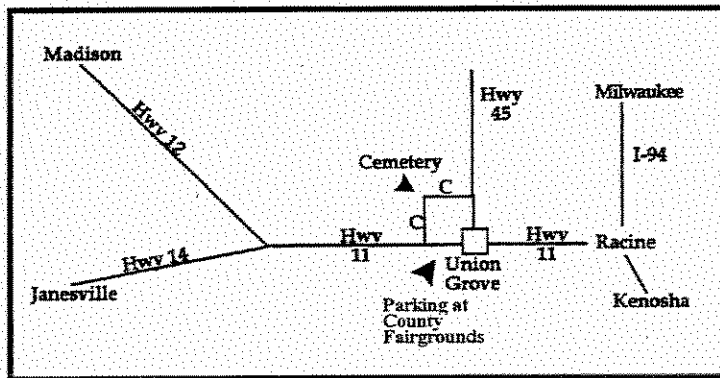 Madison
Hwy 12
Hwy 14
Janesville
Cemetery
C
C
Hwy
45
Hwy
11
Union
Grove
Parking at
County
Fairgrounds
Hwy
11
Milwaukee
I-94
Racine
Kenosha